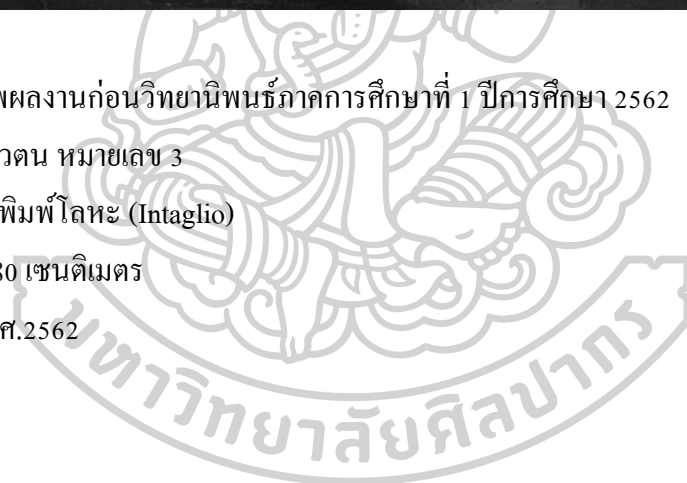 พผลงานก่อนวิทยานิพนธ์ภาคการศึกษาที่ 1 ปีการศึกษา 2562
วตน หมายเลข 3
พิมพ์โลหะ (Intaglio)
80 เซนติเมตร
ศ.2562
มหาวิทยาลัยศิลปากร